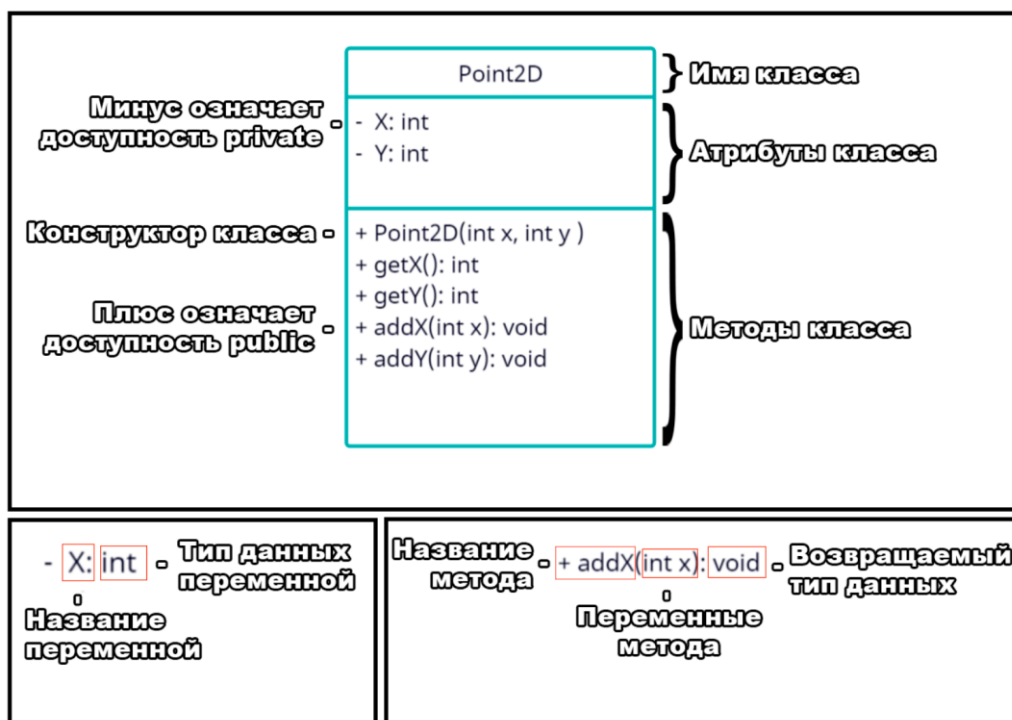 Point2D
Имя класса
Минус означает
доступность private
- X: int
- Y: int
Атрибуты класса
Конструктор класса
+ Point2D(int x, int y )
+ getX(): int
+ getY(): int
+ addX(int x): void
+ addY(int y): void
Плюс означает
доступность public
Методы класса
- X: int
Тип данных
переменной
Название
переменной
Название
метода
+ addX(int x): void
Возвращаемый
тип данных
Переменные
метода